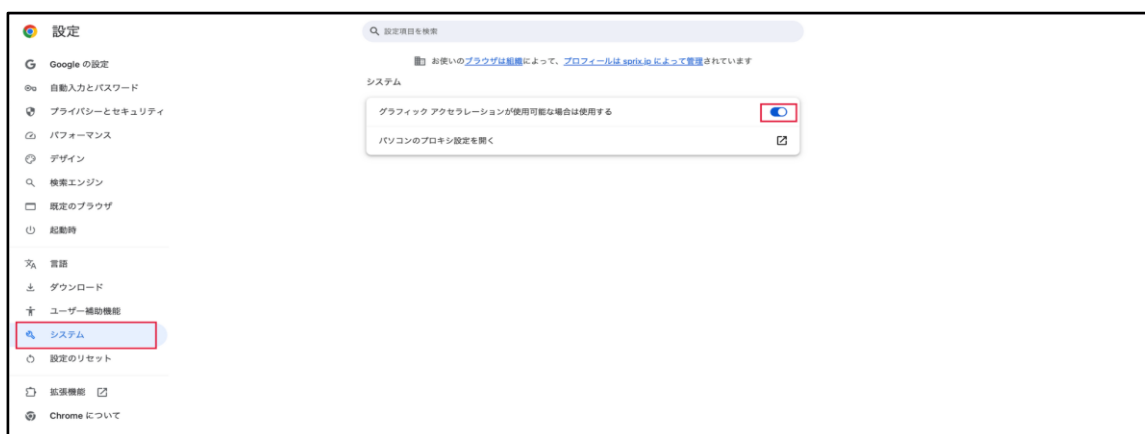 設定
設定項目を検索
Google の設定
自動入力とパスワード
プライバシーとセキュリティ
パフォーマンス
デザイン
検索エンジン
既定のブラウザ
起動時
言語
ダウンロード
ユーザー補助機能
システム
設定のリセット
拡張機能
Chrome について
お使いのブラウザは組織によって、プロフィールは sprix.jp によって管理されています
システム
グラフィック アクセラレーションが使用可能な場合は使用する
パソコンのプロキシ設定を開く